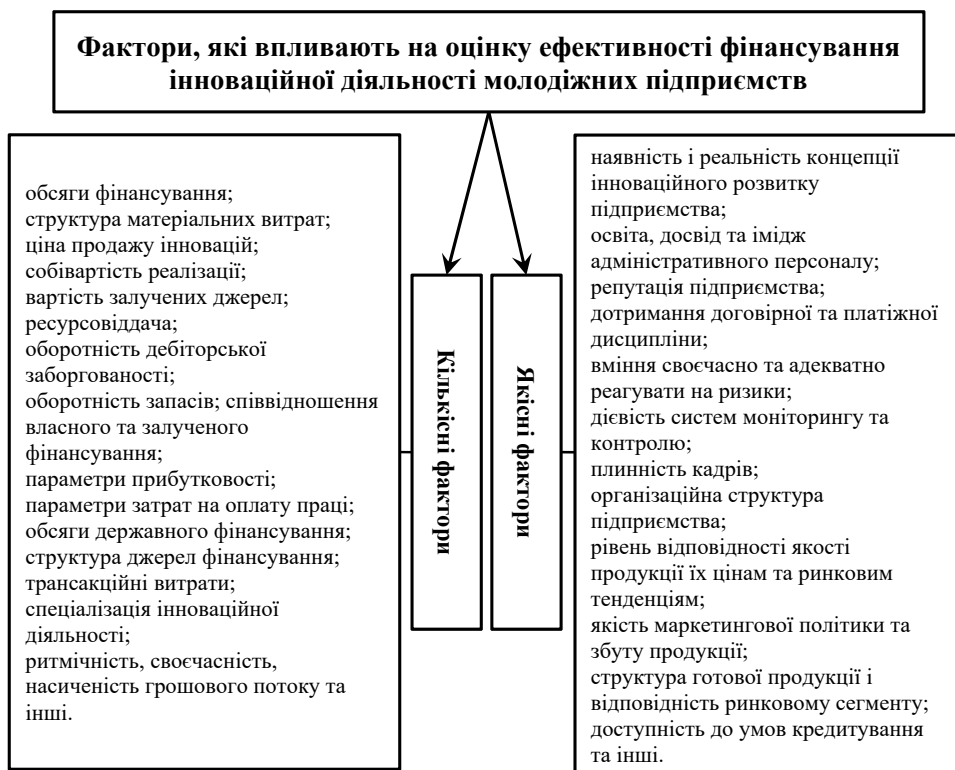 Фактори, які впливають на оцінку ефективності фінансування
інноваційної діяльності молодіжних підприємств
обсяги фінансування;
структура матеріальних витрат;
ціна продажу інновацій;
собівартість реалізації;
вартість залучених джерел;
ресурсовіддача;
оборотність дебіторської
заборгованості;
оборотність запасів; співвідношення
власного та залученого
фінансування;
параметри прибутковості;
параметри затрат на оплату праці;
обсяги державного фінансування;
структура джерел фінансування;
трансакційні витрати;
спеціалізація інноваційної
діяльності;
ритмічність, своєчасність,
насиченість грошового потоку та
інші.
Кількісні фактори
Якісні фактори
наявність і реальність концепції
інноваційного розвитку
підприємства;
освіта, досвід та імідж
адміністративного персоналу;
репутація підприємства;
дотримання договірної та платіжної
дисципліни;
вміння своєчасно та адекватно
реагувати на ризики;
дієвість систем моніторингу та
контролю;
плинність кадрів;
організаційна структура
підприємства;
рівень відповідності якості
продукції їх цінам та ринковим
тенденціям;
якість маркетингової політики та
збуту продукції;
структура готової продукції і
відповідність ринковому сегменту;
доступність до умов кредитування
та інші.